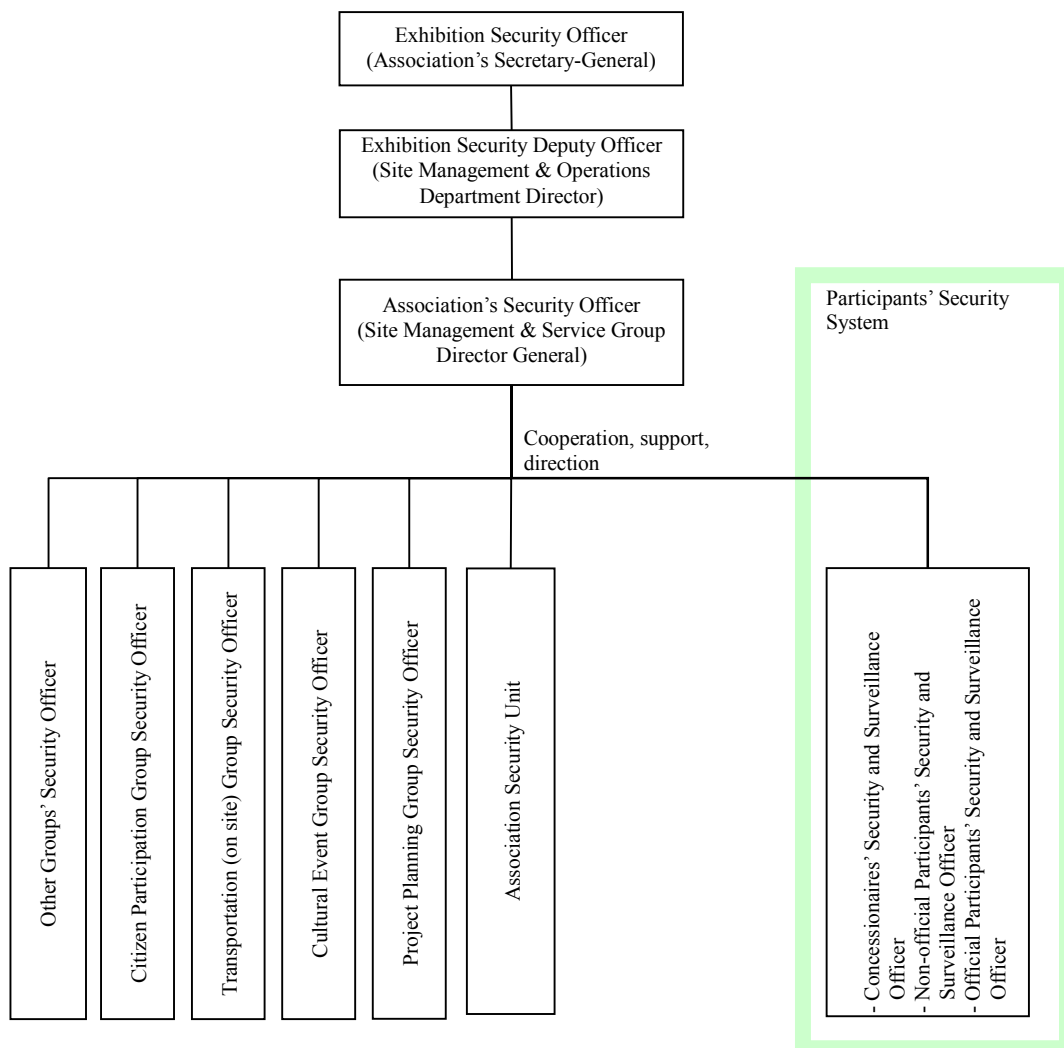 Exhibition Security Officer
(Association’s Secretary-General)
Exhibition Security Deputy Officer
(Site Management & Operations
Department Director)
Association’s Security Officer
(Site Management & Service Group
Director General)
Participants’ Security
System
Cooperation, support,
direction
Other Groups’ Security Officer
Citizen Participation Group Security Officer
Transportation (on site) Group Security Officer
Cultural Event Group Security Officer
Project Planning Group Security Officer
Association Security Unit
- Concessionaires’ Security and Surveillance
Officer
- Non-official Participants’ Security and
Surveillance Officer
- Official Participants’ Security and Surveillance
Officer